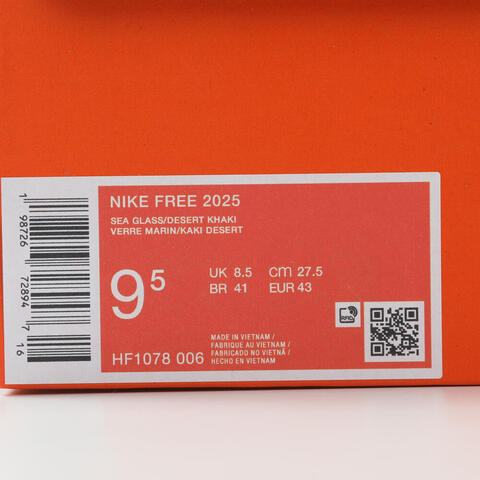 NIKE FREE 2025
SEA GLASS/DESERT KHAKI
VERRE MARIN/KAKI DESERT
9⁵
UK 8.5 cm 27.5
BR 41 EUR 43
HF1078 006
MADE IN VIETNAM /
FABRIQUE AU VIETNAM /
FABRICADO NO VIETNÃ /
HECHO EN VIETNAM
RFID
1 98726 72894 7 16